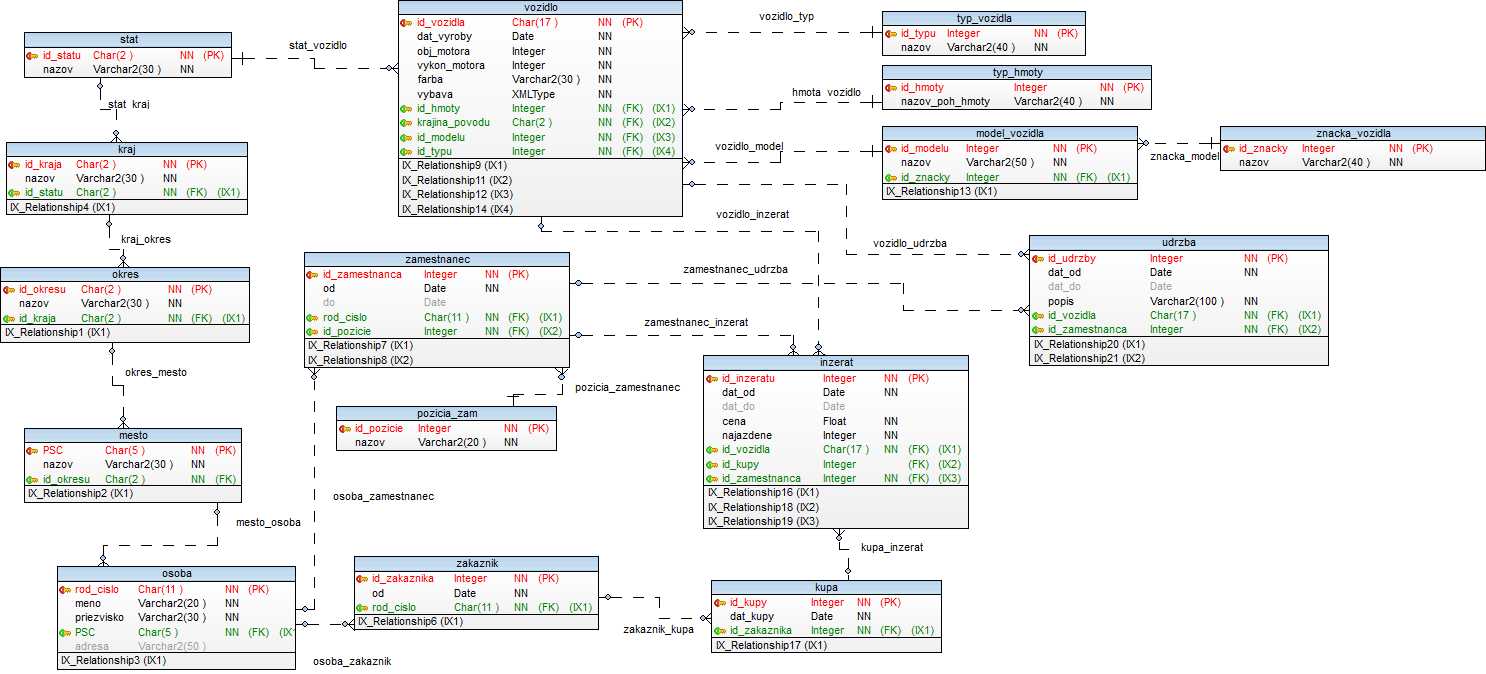 stat
id_statu Char(2 ) NN (PK)
nazov Varchar2(30 ) NN
stat_vozidlo
stat_kraj
kraj
id_kraja Char(2 ) NN (PK)
nazov Varchar2(30 ) NN
id_statu Char(2 ) NN (FK) (IX1)
IX_Relationship4 (IX1)
kraj_okres
okres
id_okresu Char(2 ) NN (PK)
nazov Varchar2(30 ) NN
id_kraja Char(2 ) NN (FK) (IX1)
IX_Relationship1 (IX1)
okres_mesto
mesto
PSC Char(5 ) NN (PK)
nazov Varchar2(30 ) NN
id_okresu Char(2 ) NN (FK)
IX_Relationship2 (IX1)
mesto_osoba
osoba
rod_cislo Char(11 ) NN (PK)
meno Varchar2(20 ) NN
priezvisko Varchar2(30 ) NN
PSC Char(5 ) NN (FK) (IX
adresa Varchar2(50 )
IX_Relationship3 (IX1)
vozidlo
id_vozidla Char(17 ) NN (PK)
dat_vyroby Date NN
obj_motora Integer NN
vykon_motora Integer NN
farba Varchar2(30 ) NN
vybava XMLType NN
id_hmoty Integer NN (FK) (IX1)
krajina_povodu Char(2 ) NN (FK) (IX2)
id_modelu Integer NN (FK) (IX3)
id_typu Integer NN (FK) (IX4)
IX_Relationship9 (IX1)
IX_Relationship11 (IX2)
IX_Relationship12 (IX3)
IX_Relationship14 (IX4)
vozidlo_typ
hmota_vozidlo
vozidlo_model
vozidlo_inzerat
typ_vozidla
id_typu Integer NN (PK)
nazov Varchar2(40 ) NN
typ_hmoty
id_hmoty Integer NN (PK)
nazov_poh_hmoty Varchar2(40 ) NN
model_vozidla
id_modelu Integer NN (PK)
nazov Varchar2(50 ) NN
id_znacky Integer NN (FK) (IX1)
IX_Relationship13 (IX1)
znacka_model
znacka_vozidla
id_znacky Integer NN (PK)
nazov Varchar2(40 ) NN
vozidlo_udrzba
udrzba
id_udrzby Integer NN (PK)
dat_od Date NN
dat_do Date
popis Varchar2(100 ) NN
id_vozidla Char(17 ) NN (FK) (IX1)
id_zamestnanca Integer NN (FK) (IX2)
IX_Relationship20 (IX1)
IX_Relationship21 (IX2)
zamestnanec
id_zamestnanca Integer NN (PK)
od Date NN
do Date
rod_cislo Char(11 ) NN (FK) (IX1)
id_pozicie Integer NN (FK) (IX2)
IX_Relationship7 (IX1)
IX_Relationship8 (IX2)
zamestnanec_udrzba
zamestnanec_inzerat
pozicia_zamestnanec
pozicia_zam
id_pozicie Integer NN (PK)
nazov Varchar2(20 ) NN
osoba_zamestnanec
inzerat
id_inzeratu Integer NN (PK)
dat_od Date NN
dat_do Date
cena Float NN
najazdene Integer NN
id_vozidla Char(17 ) NN (FK) (IX1)
id_kupy Integer (FK) (IX2)
id_zamestnanca Integer NN (FK) (IX3)
IX_Relationship16 (IX1)
IX_Relationship18 (IX2)
IX_Relationship19 (IX3)
kupa_inzerat
zakaznik
id_zakaznika Integer NN (PK)
od Date NN
rod_cislo Char(11 ) NN (FK) (IX1)
IX_Relationship6 (IX1)
osoba_zakaznik
zakaznik_kupa
kupa
id_kupy Integer NN (PK)
dat_kupy Date NN
id_zakaznika Integer NN (FK) (IX1)
IX_Relationship17 (IX1)